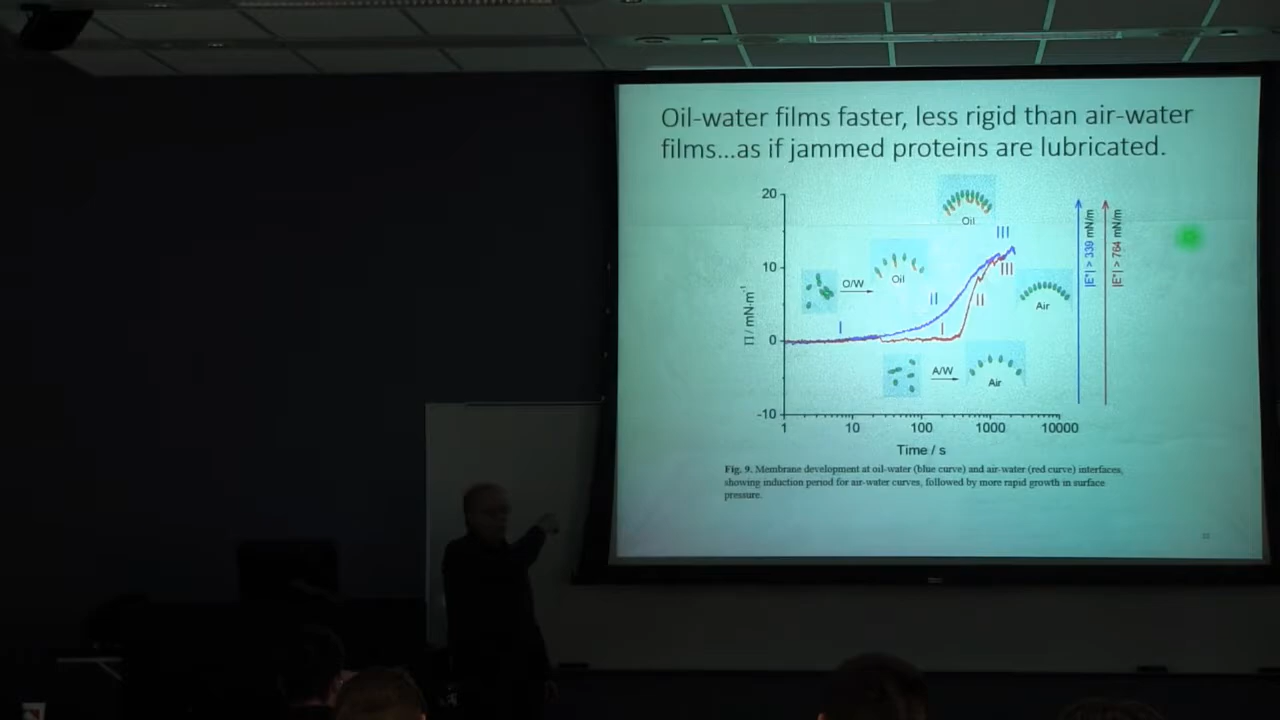 Oil-water films faster, less rigid than air-water
films...as if jammed proteins are lubricated.
20
10
0
-10
Π / mN·m⁻¹
1
10
100
1000
10000
Time / s
O/W
Oil
Oil
I
II
III
I
II
III
A/W
Air
Air
|E*| > 339 mN/m
|E*| > 764 mN/m
Fig. 9. Membrane development at oil-water (blue curve) and air-water (red curve) interfaces,
showing induction period for air-water curves, followed by more rapid growth in surface
pressure.